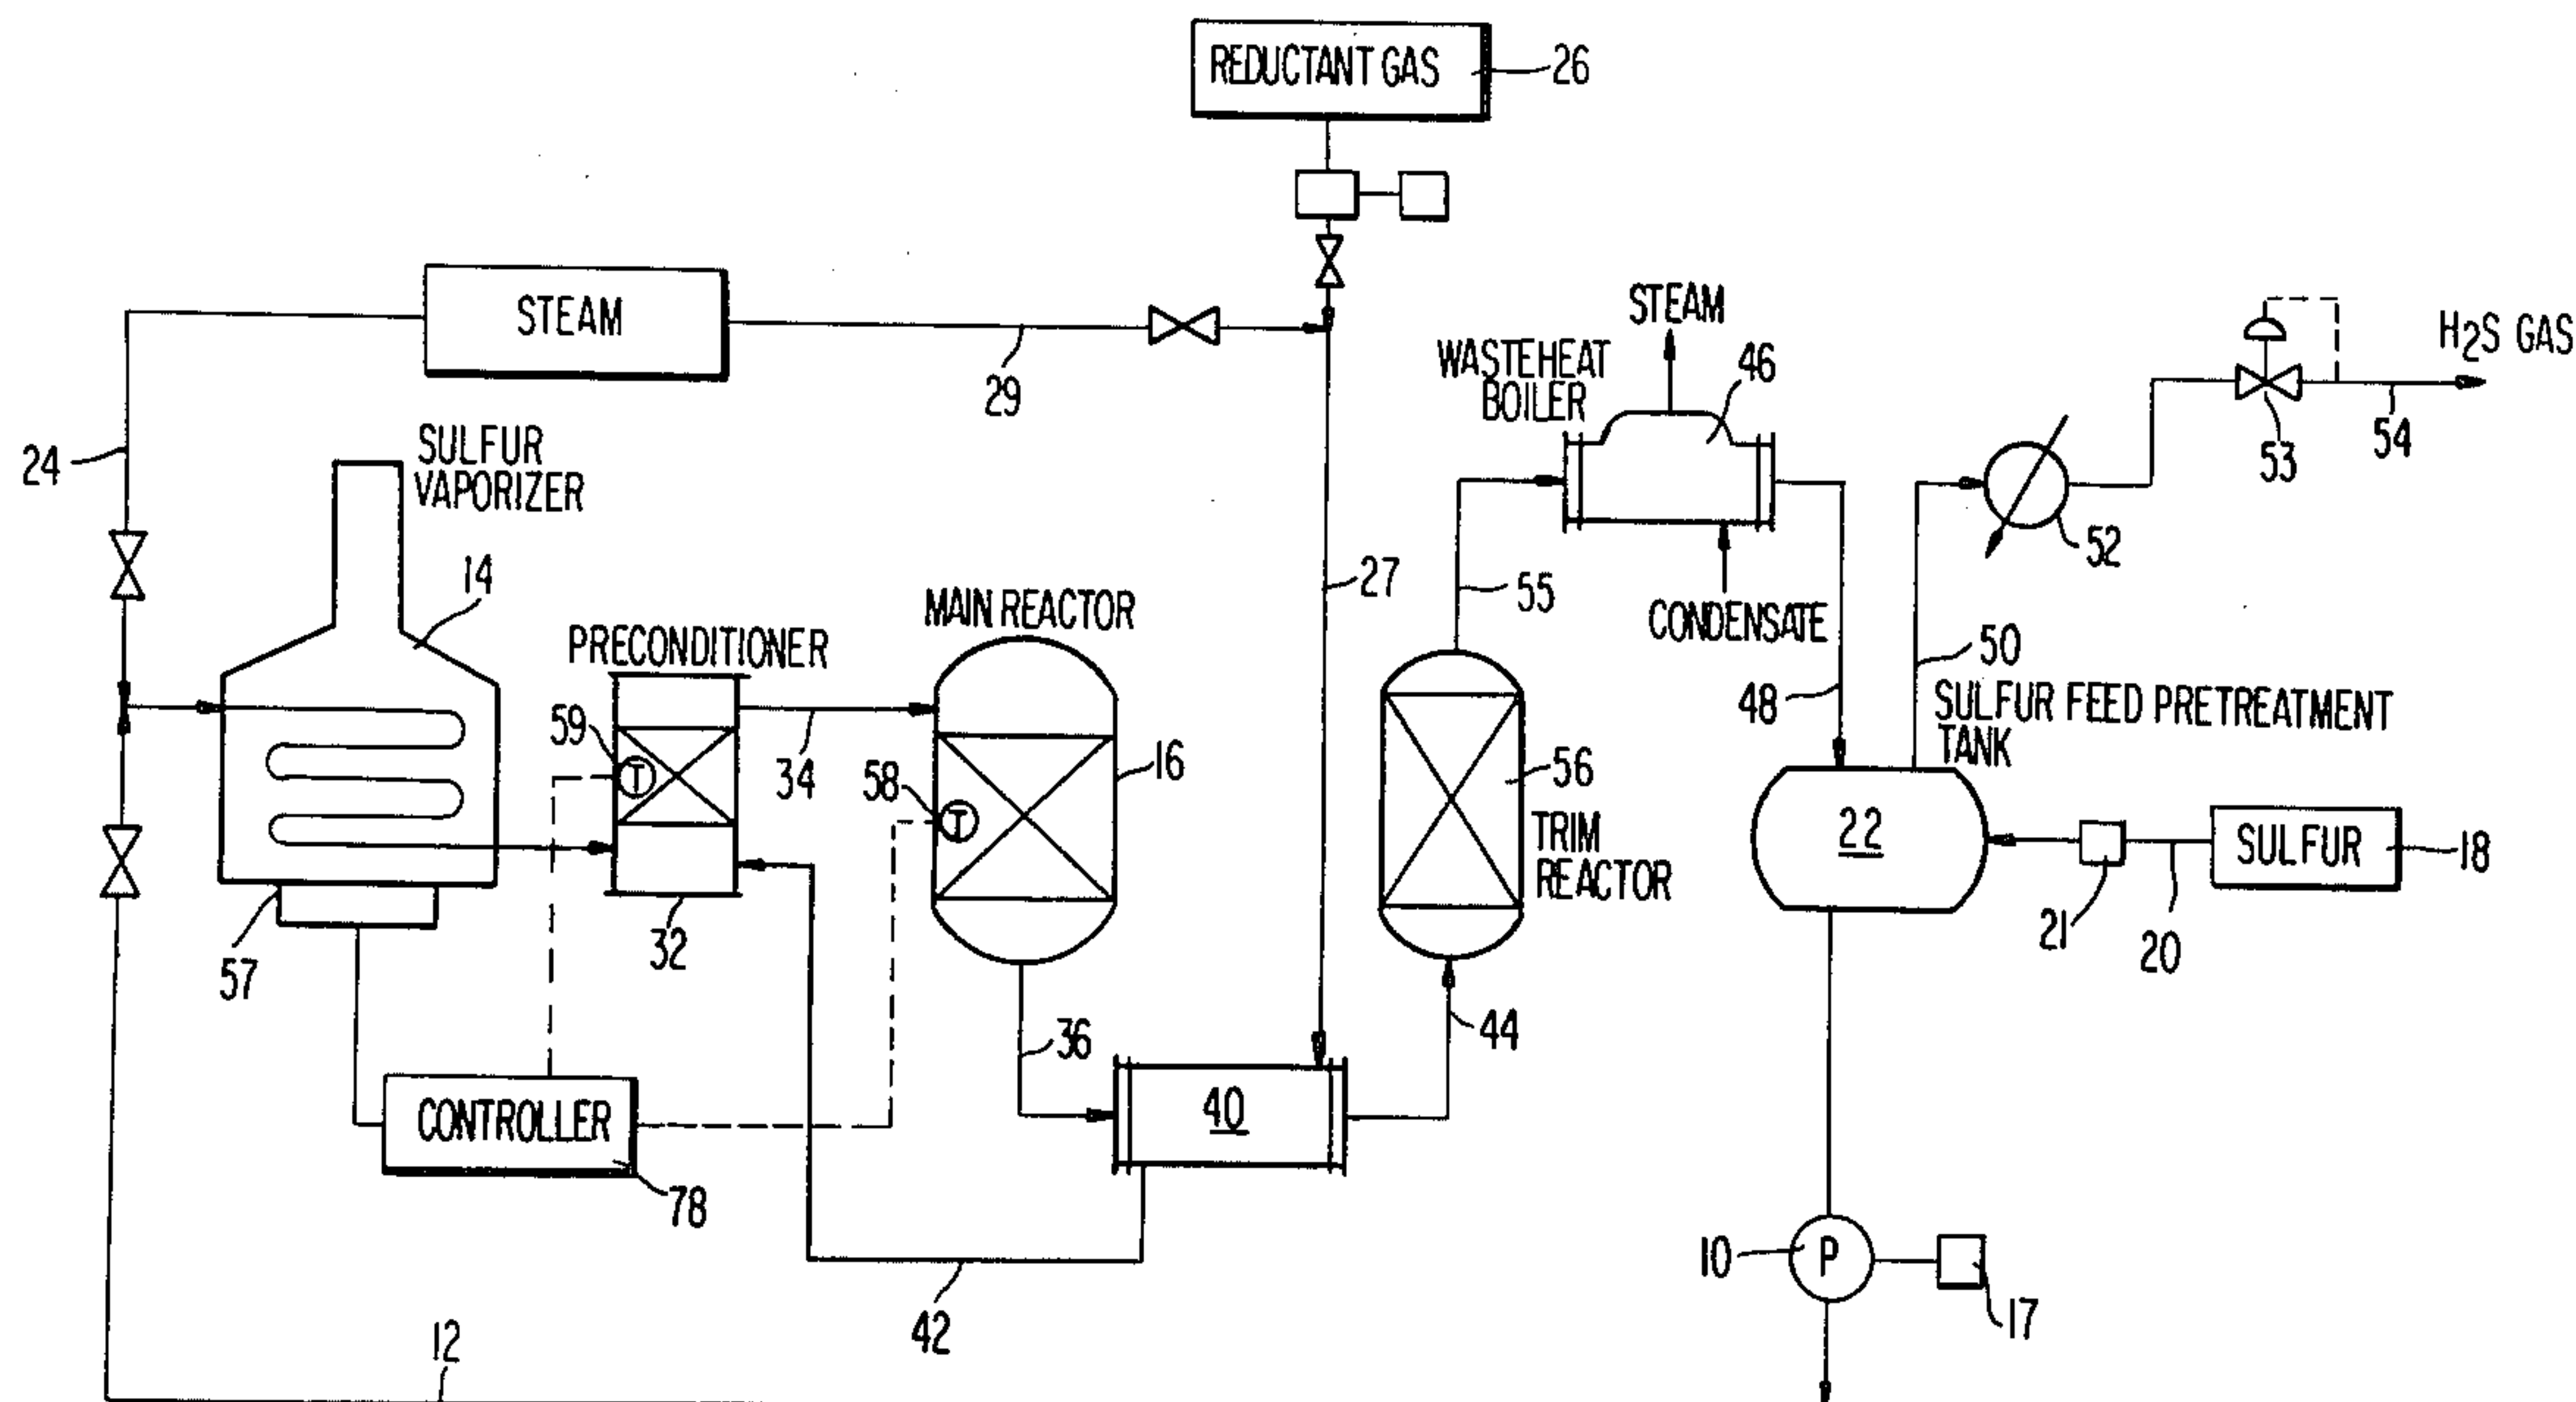 REDUCTANT GAS
26
STEAM
29
24
SULFUR
VAPORIZER
14
STEAM
WASTEHEAT
BOILER
46
H2S GAS
53
54
52
27
55
CONDENSATE
50
48
SULFUR FEED PRETREATMENT
TANK
PRECONDITIONER
MAIN REACTOR
59
T
34
58
T
16
56
TRIM
REACTOR
22
SULFUR
18
21
20
57
32
36
44
40
CONTROLLER
78
10
P
17
42
12